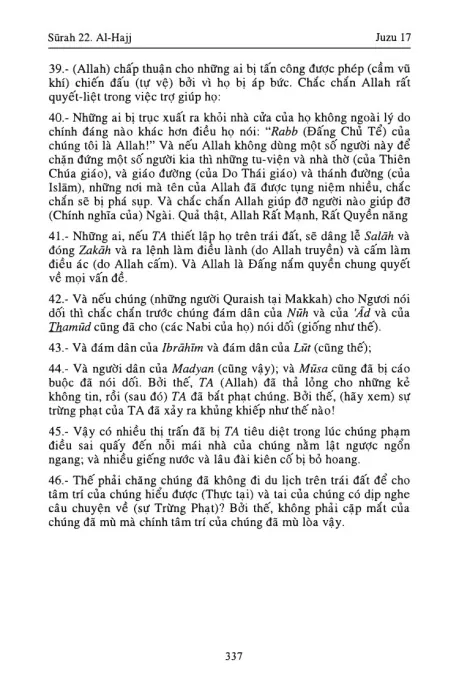 Sūrah 22. Al-Hajj Juzu 17
39.- (Allah) chấp thuận cho những ai bị tấn công được phép (cầm vũ
khí) chiến đấu (tự vệ) bởi vì họ bị áp bức. Chắc chắn Allah rất
quyết-liệt trong việc trợ giúp họ:
40.- Những ai bị trục xuất ra khỏi nhà cửa của họ không ngoài lý do
chính đáng nào khác hơn điều họ nói: “Rabb (Đấng Chủ Tể) của
chúng tôi là Allah!” Và nếu Allah không dùng một số người này để
chặn đứng một số người kia thì những tu-viện và nhà thờ (của Thiên
Chúa giáo), và giáo đường (của Do Thái giáo) và thánh đường (của
Islām), những nơi mà tên của Allah đã được tụng niệm nhiều, chắc
chắn sẽ bị phá sụp. Và chắc chắn Allah giúp đỡ người nào giúp đỡ
(Chính nghĩa của) Ngài. Quả thật, Allah Rất Mạnh, Rất Quyền năng
41.- Những ai, nếu TA thiết lập họ trên trái đất, sẽ dâng lễ Salāh và
đóng Zakāh và ra lệnh làm điều lành (do Allah truyền) và cấm làm
điều ác (do Allah cấm). Và Allah là Đấng nắm quyền chung quyết
về mọi vấn đề.
42.- Và nếu chúng (những người Quraish tại Makkah) cho Ngươi nói
dối thì chắc chắn trước chúng đám dân của Nūh và của 'Ād và của
Thamūd cũng đã cho (các Nabi của họ) nói dối (giống như thế).
43.- Và đám dân của Ibrāhīm và đám dân của Lūt (cũng thế);
44.- Và người dân của Madyan (cũng vậy); và Mūsa cũng đã bị cáo
buộc đã nói dối. Bởi thế, TA (Allah) đã thả lỏng cho những kẻ
không tin, rồi (sau đó) TA đã bắt phạt chúng. Bởi thế, (hãy xem) sự
trừng phạt của TA đã xảy ra khủng khiếp như thế nào!
45.- Vậy có nhiều thị trấn đã bị TA tiêu diệt trong lúc chúng phạm
điều sai quấy đến nỗi mái nhà của chúng nằm lật ngược ngổn
ngang; và nhiều giếng nước và lâu đài kiên cố bị bỏ hoang.
46.- Thế phải chăng chúng đã không đi du lịch trên trái đất để cho
tâm trí của chúng hiểu được (Thực tại) và tai của chúng có dịp nghe
câu chuyện về (sự Trừng Phạt)? Bởi thế, không phải cặp mắt của
chúng đã mù mà chính tâm trí của chúng đã mù lòa vậy.
337